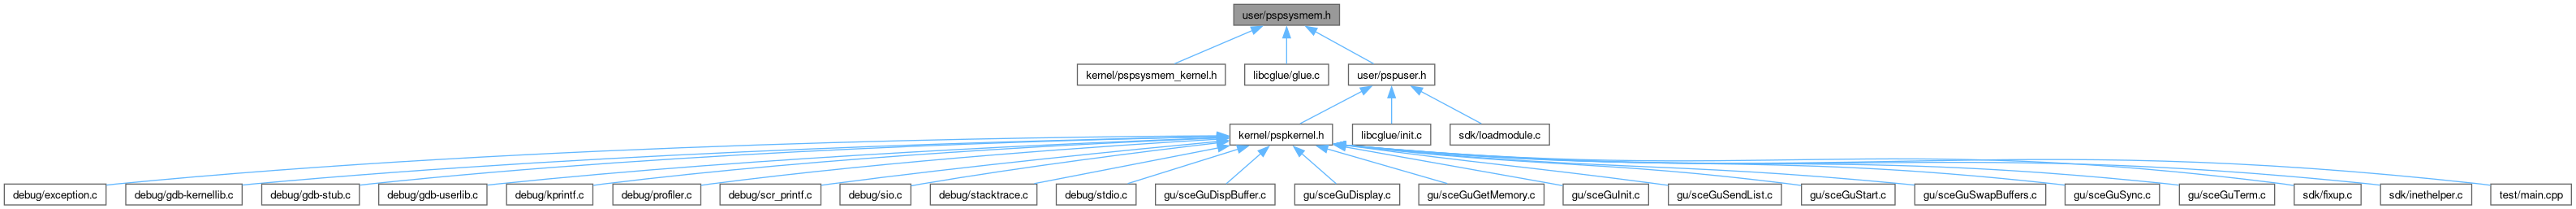 user/pspsysmem.h
kernel/pspsysmem_kernel.h
libcglue/glue.c
user/pspuser.h
kernel/pspkernel.h
libcglue/init.c
sdk/loadmodule.c
debug/exception.c
debug/gdb-kernellib.c
debug/gdb-stub.c
debug/gdb-userlib.c
debug/kprintf.c
debug/profiler.c
debug/scr_printf.c
debug/sio.c
debug/stacktrace.c
debug/stdio.c
gu/sceGuDispBuffer.c
gu/sceGuDisplay.c
gu/sceGuGetMemory.c
gu/sceGuInit.c
gu/sceGuSendList.c
gu/sceGuStart.c
gu/sceGuSwapBuffers.c
gu/sceGuSync.c
gu/sceGuTerm.c
sdk/fixup.c
sdk/inethelper.c
test/main.cpp